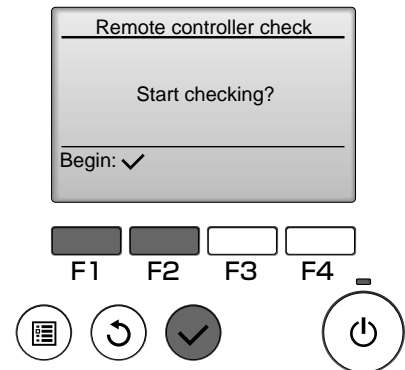 Remote controller check
Start checking?
Begin: ✓
F1 F2 F3 F4